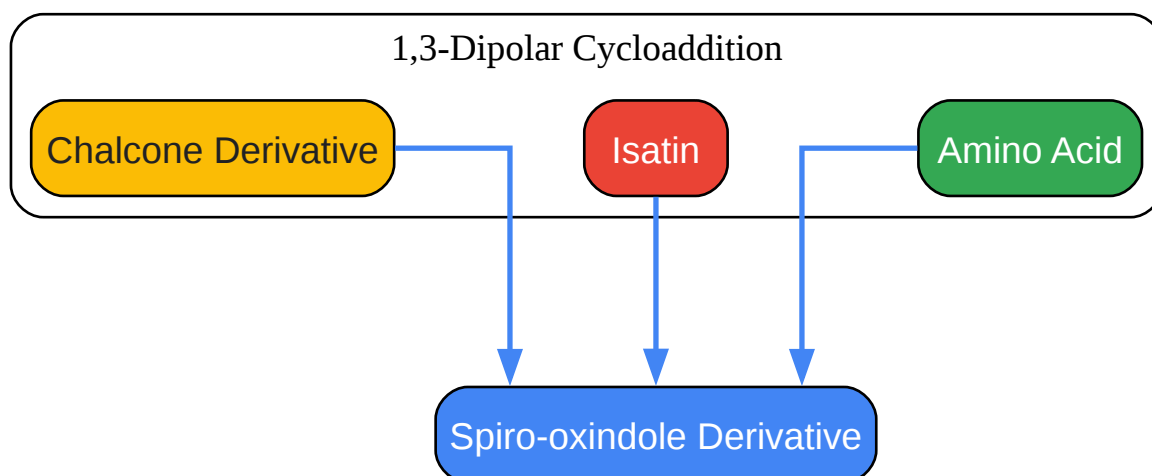 1,3-Dipolar Cycloaddition
Chalcone Derivative
Isatin
Amino Acid
Spiro-oxindole Derivative